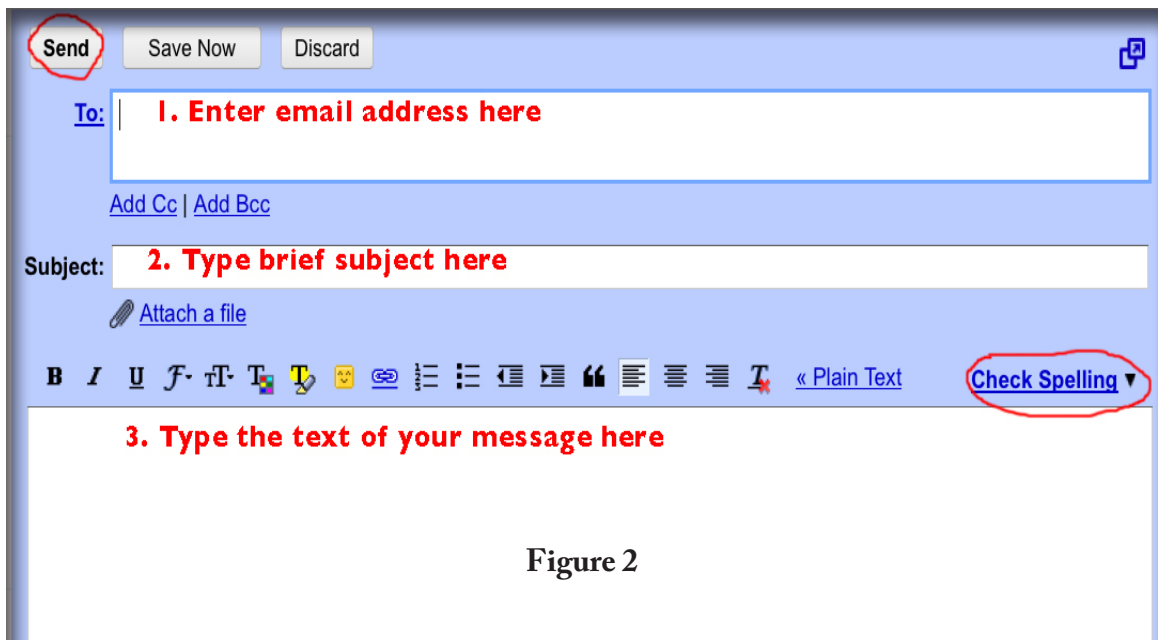 Send Save Now Discard
To: 1. Enter email address here
Add Cc | Add Bcc
Subject: 2. Type brief subject here
Attach a file
B I U F T T T « Plain Text Check Spelling ▼
3. Type the text of your message here
Figure 2